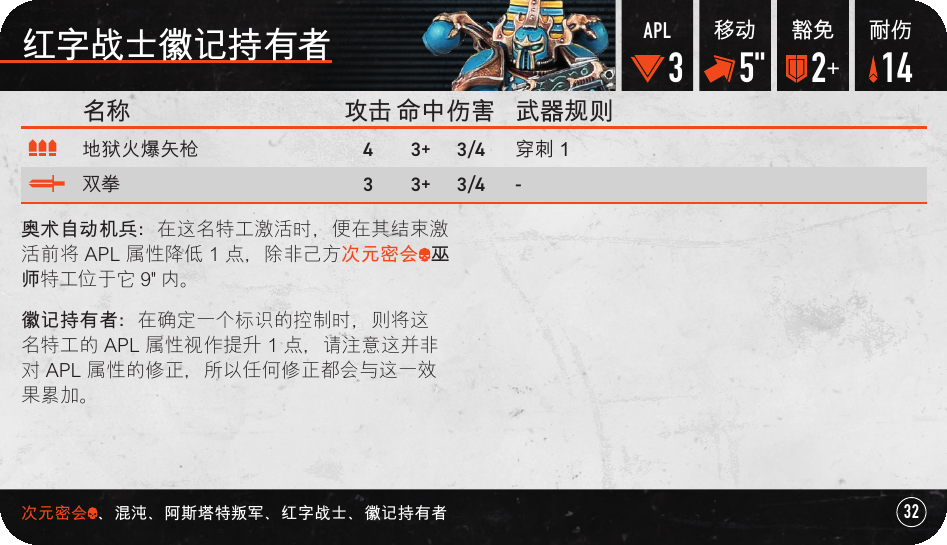 红字战士徽记持有者
APL 移动 豁免 耐伤
3 5" 2+ 14
名称 攻击 命中 伤害 武器规则
地狱火爆矢枪 4 3+ 3/4 穿刺 1
双拳 3 3+ 3/4 -
奥术自动机兵：在这名特工激活时，便在其结束激
活前将 APL 属性降低 1 点，除非己方次元密会巫
师特工位于它 9" 内。
徽记持有者：在确定一个标识的控制时，则将这
名特工的 APL 属性视作提升 1 点，请注意这并非
对 APL 属性的修正，所以任何修正都会与这一效
果累加。
次元密会、混沌、阿斯塔特叛军、红字战士、徽记持有者
32